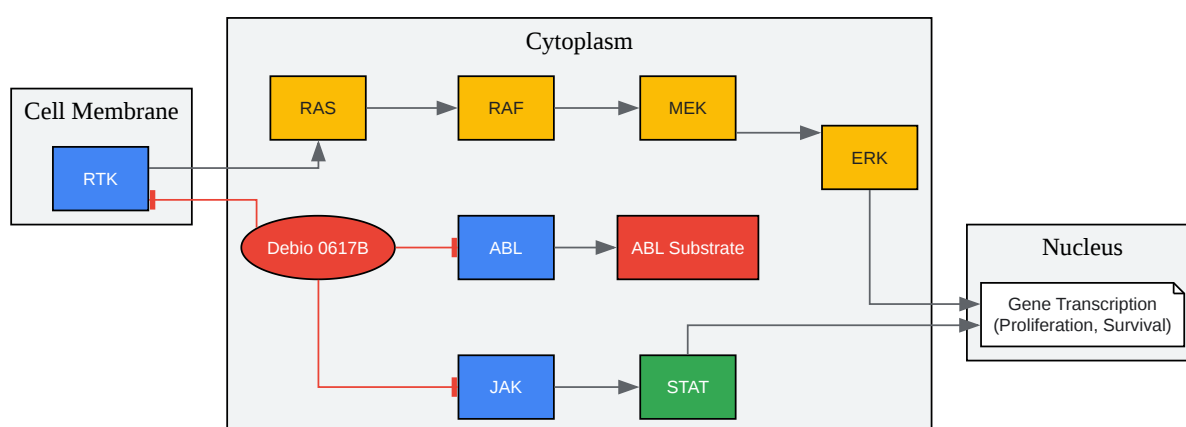 Cytoplasm
Cell Membrane
RAS
RAF
MEK
ERK
RTK
Debio 0617B
ABL
ABL Substrate
Nucleus
Gene Transcription
(Proliferation, Survival)
JAK
STAT